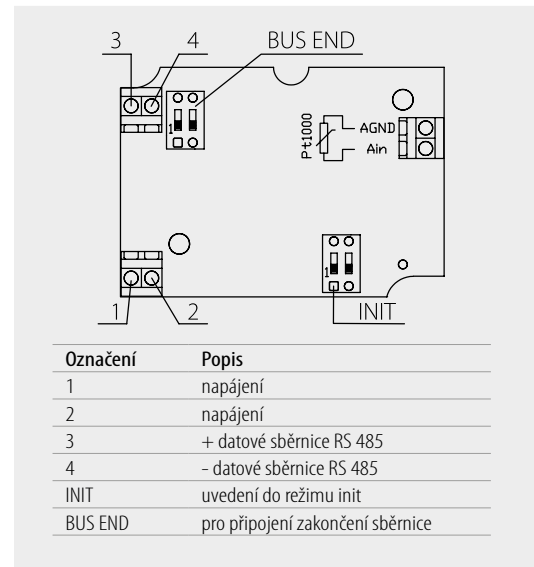 3 4 BUS END
1
Pt1000
AGND
Ain
1
1 2 INIT
Označení Popis
1 napájení
2 napájení
3 + datové sběrnice RS 485
4 - datové sběrnice RS 485
INIT uvedení do režimu init
BUS END pro připojení zakončení sběrnice